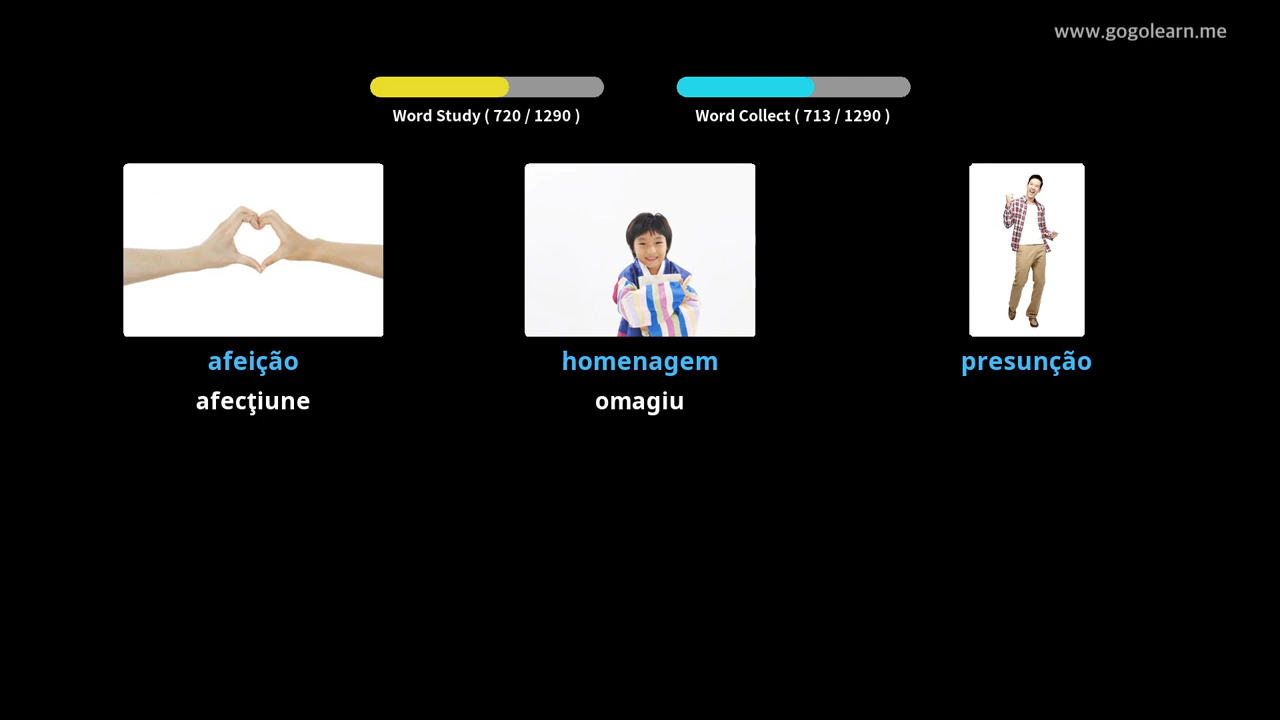 www.gogolearn.me
Word Study ( 720 / 1290 )
Word Collect ( 713 / 1290 )
afeição
homenagem
presunção
afecţiune
omagiu